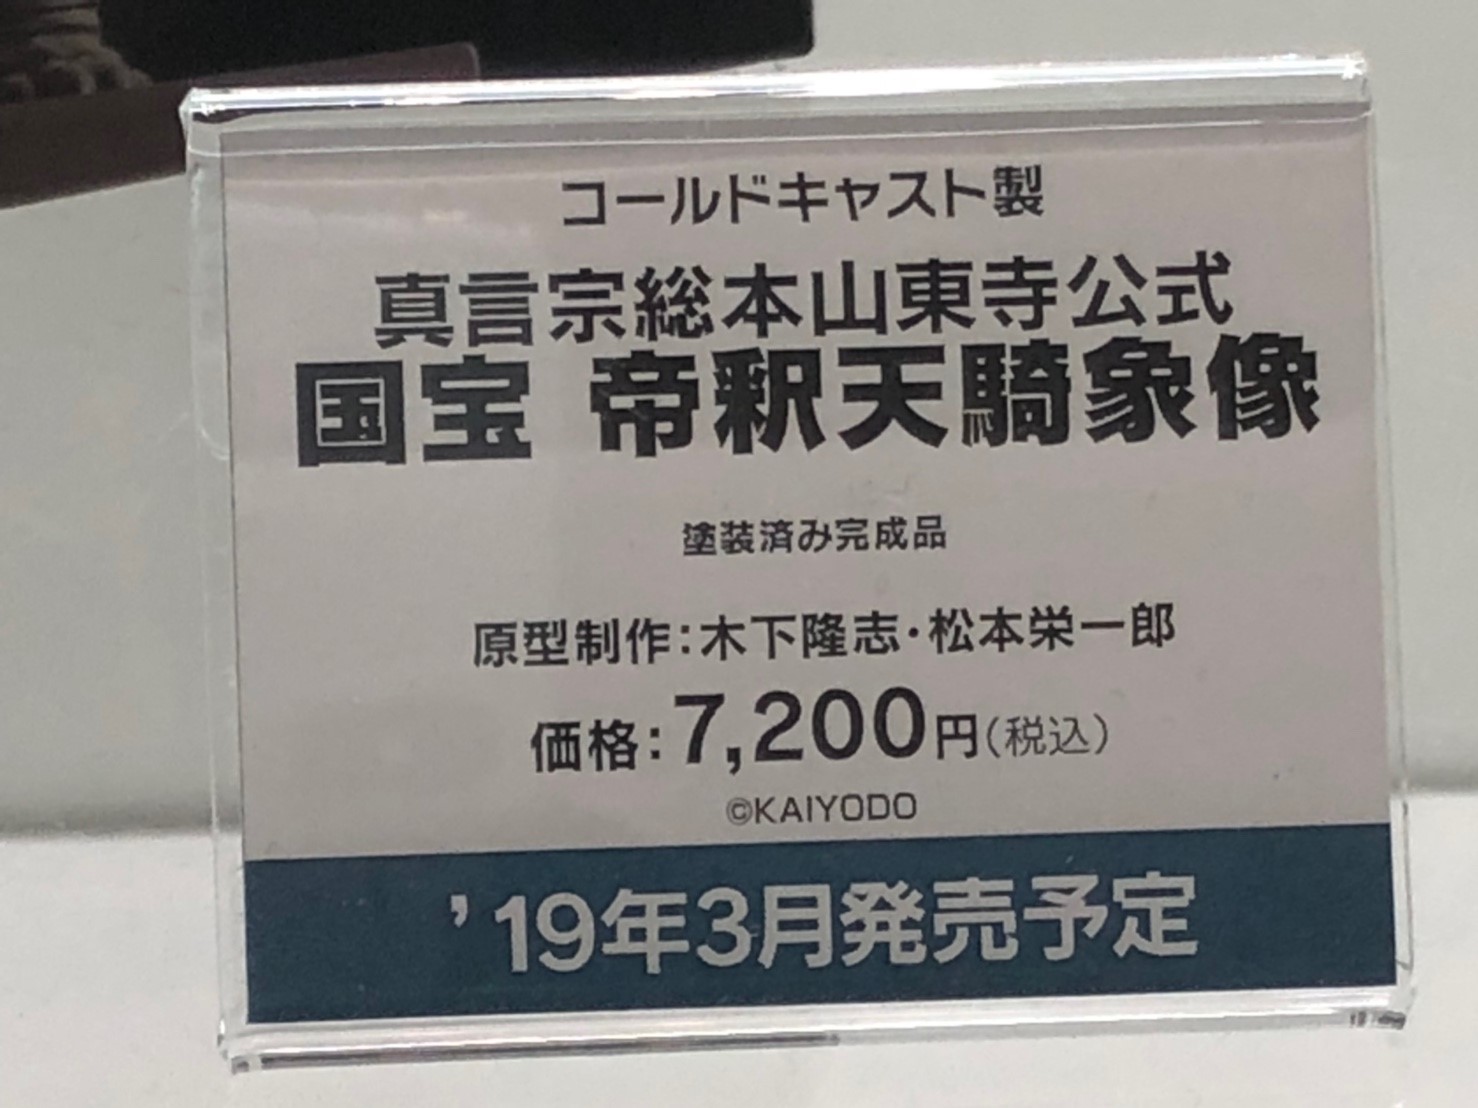 コールドキャスト製
真言宗総本山東寺公式
国宝 帝釈天騎象像
塗装済み完成品
原型制作：木下隆志・松本栄一郎
価格：7,200円（税込）
©KAIYODO
’19年3月発売予定